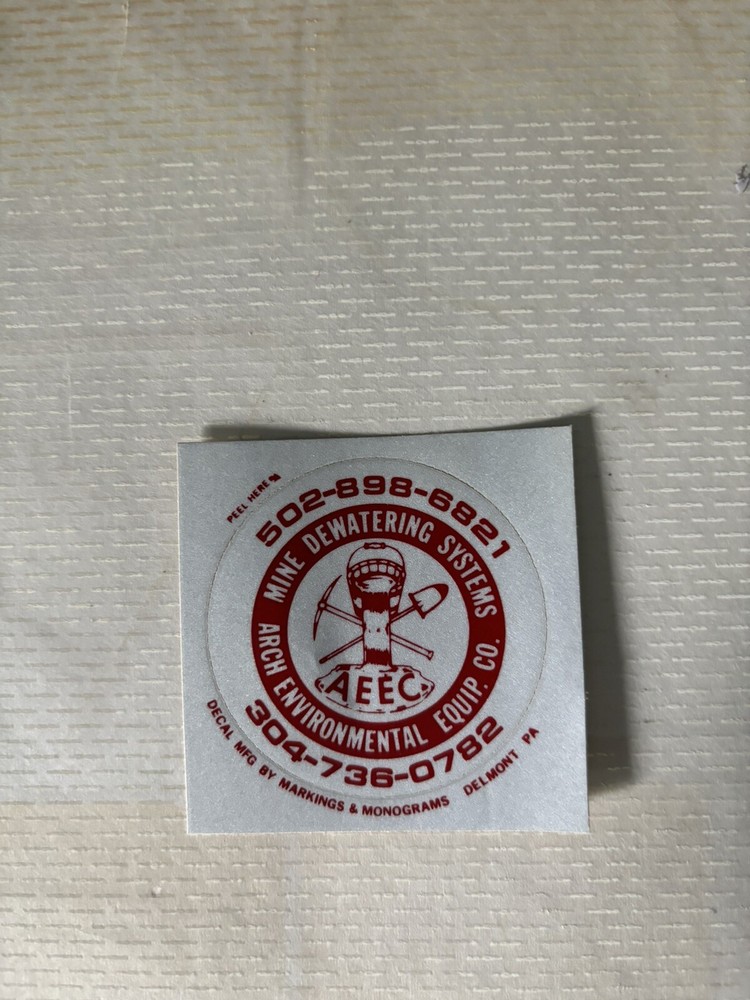 PEEL HERE
502-898-6821
MINE DEWATERING SYSTEMS
AEEC
ARCH ENVIRONMENTAL EQUIP. CO.
304-736-0782
DECAL MFG BY MARKINGS & MONOGRAMS DELMONT PA